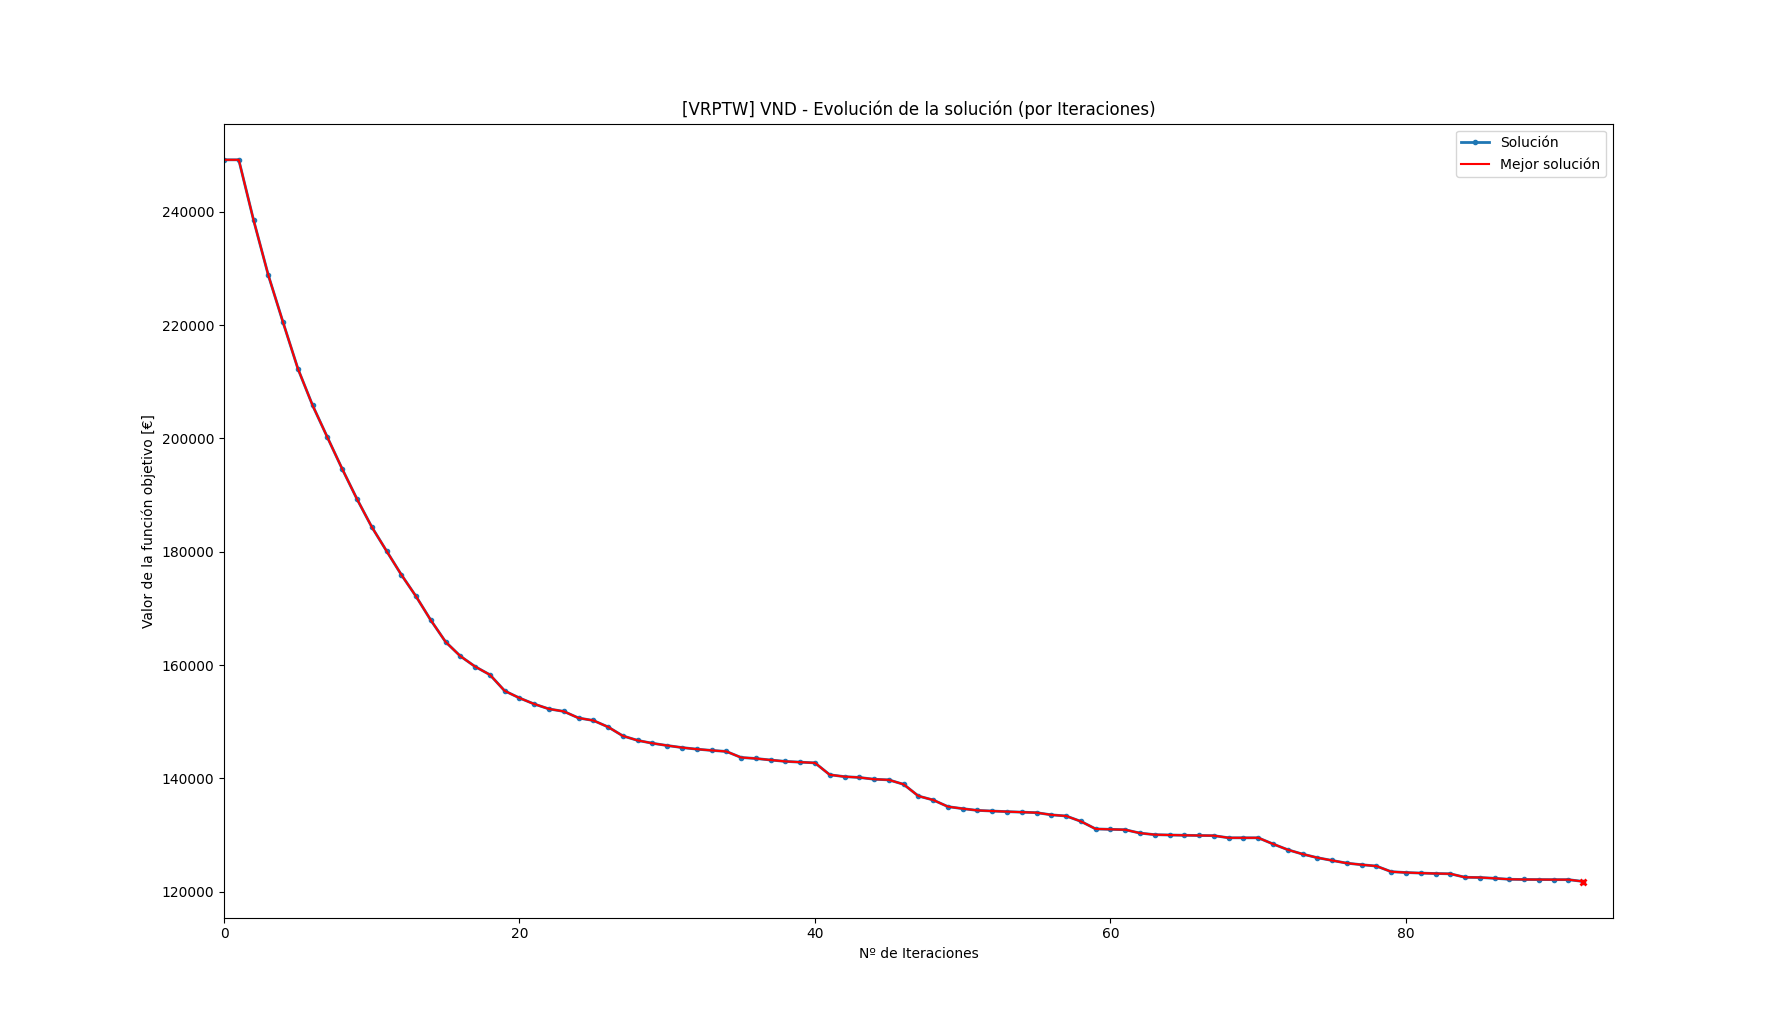 [VRPTW] VND - Evolución de la solución (por Iteraciones)
Solución
Mejor solución
Valor de la función objetivo [€]
240000
220000
200000
180000
160000
140000
120000
0
20
40
60
80
Nº de Iteraciones